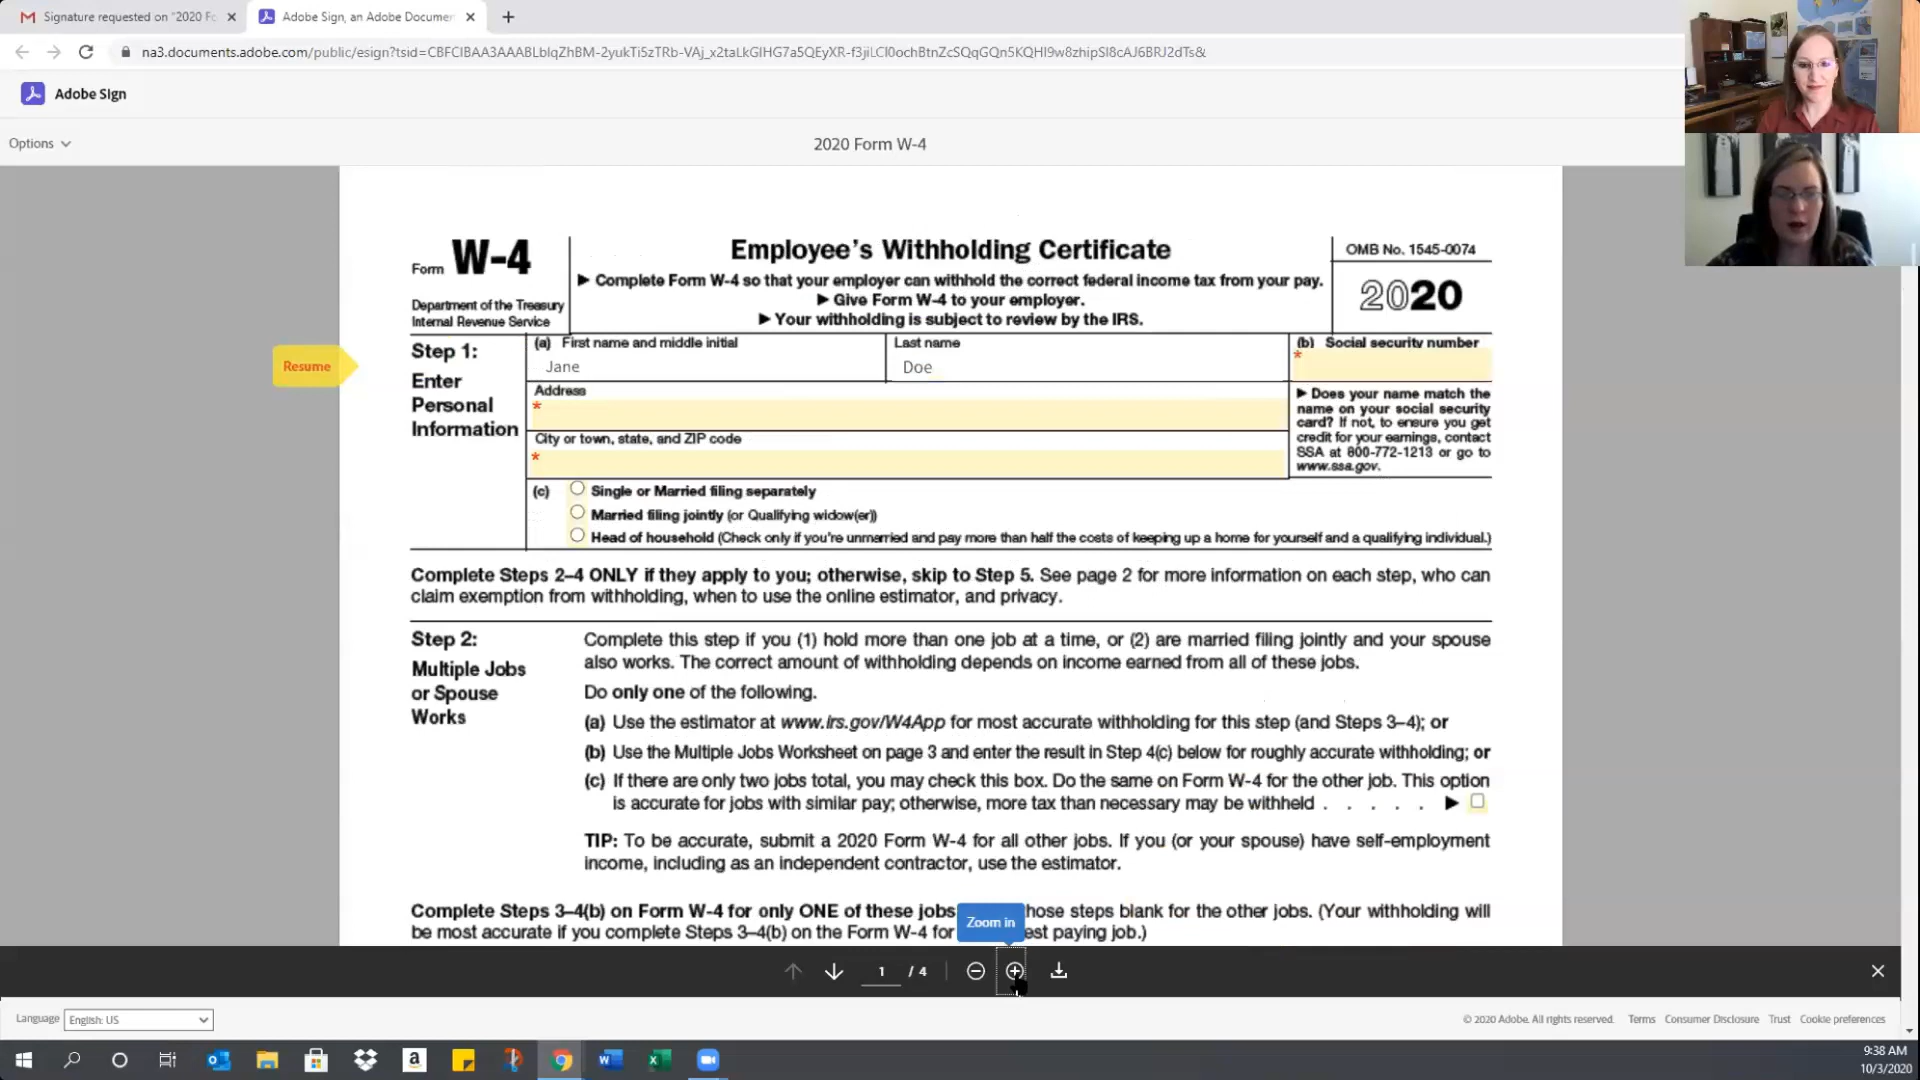 Signature requested on "2020 Fo
Adobe Sign, an Adobe Documen
na3.documents.adobe.com/public/esign?tsid=
Adobe Sign
Options
2020 Form W-4
Form W-4
Department of the Treasury
Internal Revenue Service
Employee's Withholding Certificate
▶ Complete Form W-4 so that your employer can withhold the correct federal income tax from your pay.
▶ Give Form W-4 to your employer.
▶ Your withholding is subject to review by the IRS.
OMB No. 1545-0074
2020
Resume
Step 1:
Enter
Personal
Information
(a) First name and middle initial
Jane
Last name
Doe
(b) Social security number
*
Address
*
City or town, state, and ZIP code
*
▶ Does your name match the
name on your social security
card? If not, to ensure you get
credit for your earnings, contact
SSA at 800-772-1213 or go to
www.ssa.gov.
(c) Single or Married filing separately
Married filing jointly (or Qualifying widow(er))
Head of household (Check only if you're unmarried and pay more than half the costs of keeping up a home for yourself and a qualifying individual.)
Complete Steps 2–4 ONLY if they apply to you; otherwise, skip to Step 5. See page 2 for more information on each step, who can
claim exemption from withholding, when to use the online estimator, and privacy.
Step 2:
Multiple Jobs
or Spouse
Works
Complete this step if you (1) hold more than one job at a time, or (2) are married filing jointly and your spouse
also works. The correct amount of withholding depends on income earned from all of these jobs.
Do only one of the following.
(a) Use the estimator at www.irs.gov/W4App for most accurate withholding for this step (and Steps 3–4); or
(b) Use the Multiple Jobs Worksheet on page 3 and enter the result in Step 4(c) below for roughly accurate withholding; or
(c) If there are only two jobs total, you may check this box. Do the same on Form W-4 for the other job. This option
is accurate for jobs with similar pay; otherwise, more tax than necessary may be withheld . . . . . ▶
TIP: To be accurate, submit a 2020 Form W-4 for all other jobs. If you (or your spouse) have self-employment
income, including as an independent contractor, use the estimator.
Complete Steps 3–4(b) on Form W-4 for only ONE of these jobs hose steps blank for the other jobs. (Your withholding will
be most accurate if you complete Steps 3–4(b) on the Form W-4 for est paying job.)
Zoom in
1 / 4
Language
English: US
© 2020 Adobe. All rights reserved. Terms Consumer Disclosure Trust Cookie preferences
9:38 AM
10/3/2020